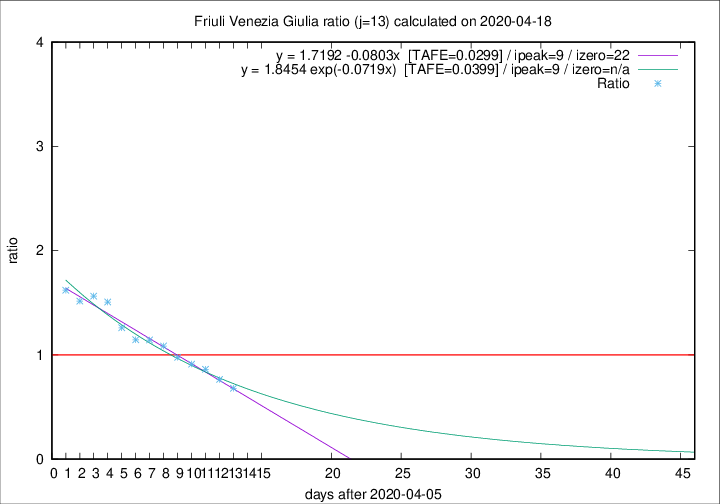 Friuli Venezia Giulia ratio (j=13) calculated on 2020-04-18
y = 1.7192 -0.0803x [TAFE=0.0299] / ipeak=9 / izero=22
y = 1.8454 exp(-0.0719x) [TAFE=0.0399] / ipeak=9 / izero=n/a
Ratio
4
3
2
1
0
ratio
0 1 2 3 4 5 6 7 8 9 10 11 12 13 14 15 20 25 30 35 40 45
days after 2020-04-05